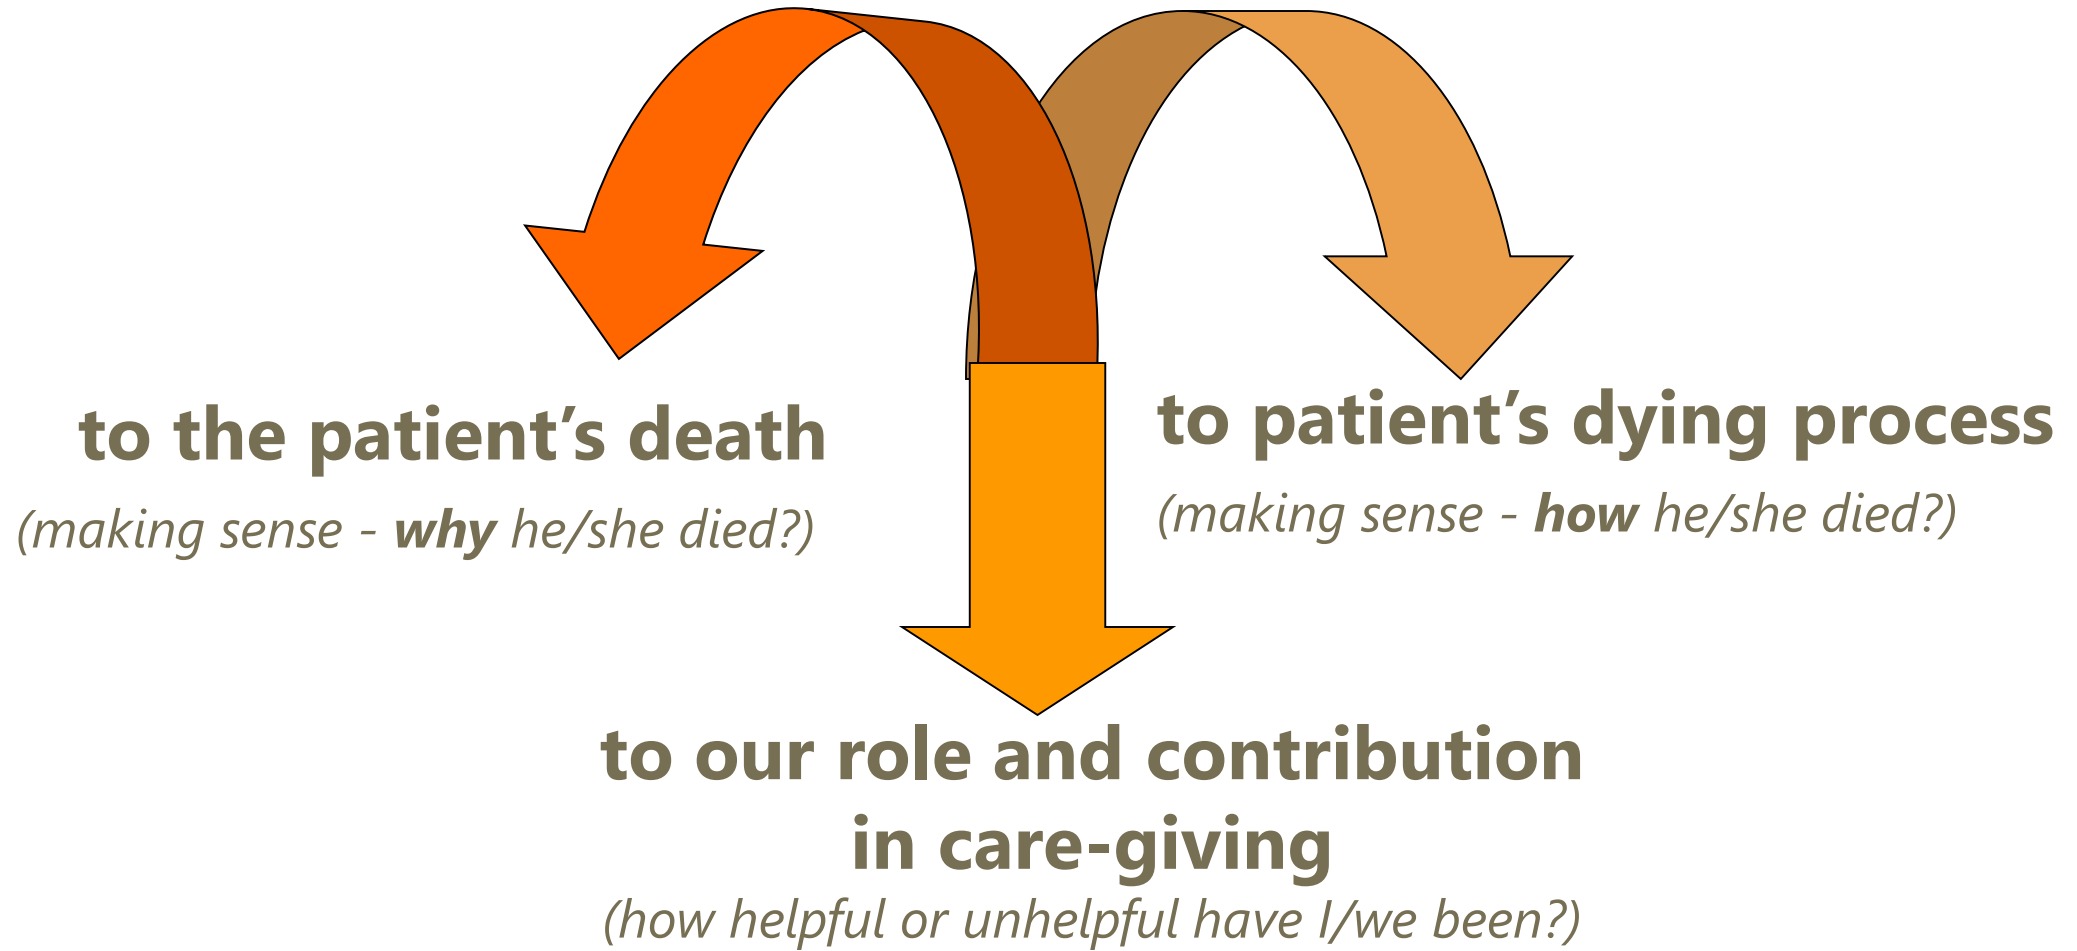 to the patient’s death
(making sense - why he/she died?)
to patient’s dying process
(making sense - how he/she died?)
to our role and contribution
in care-giving
(how helpful or unhelpful have I/we been?)